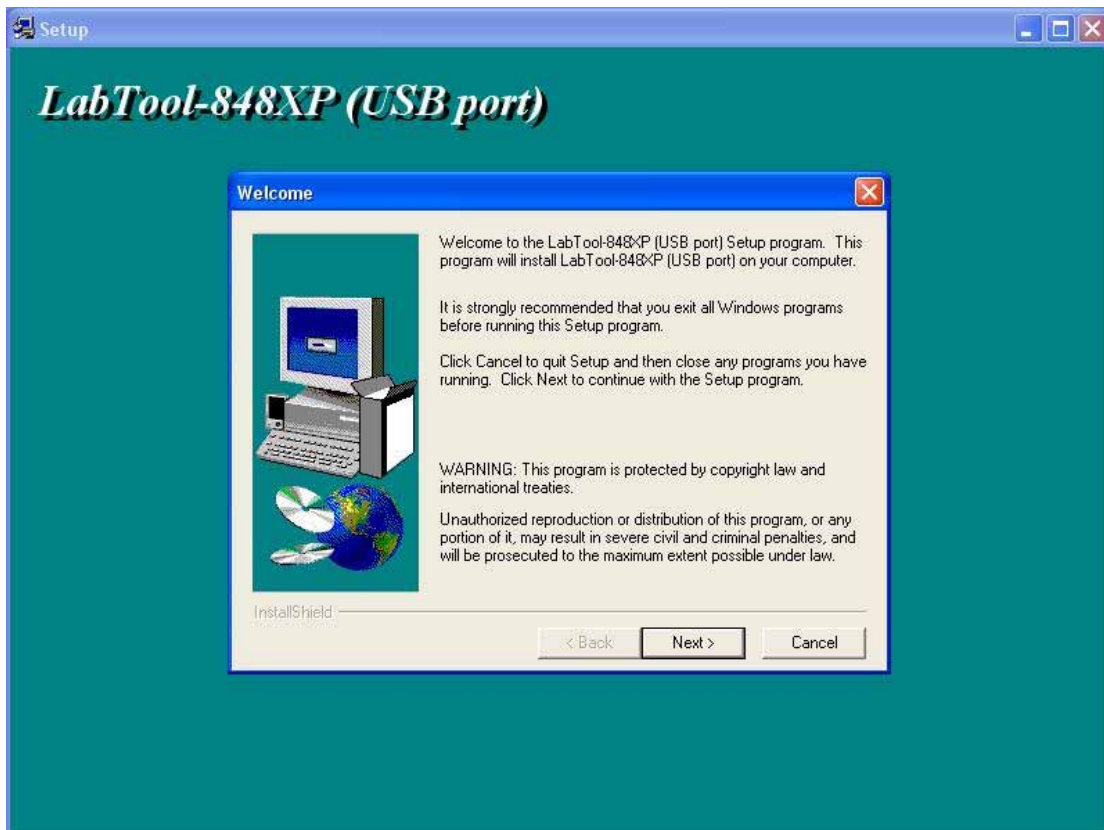 Setup
LabTool-848XP (USB port)
Welcome
Welcome to the LabTool-848XP (USB port) Setup program. This
program will install LabTool-848XP (USB port) on your computer.
It is strongly recommended that you exit all Windows programs
before running this Setup program.
Click Cancel to quit Setup and then close any programs you have
running. Click Next to continue with the Setup program.
WARNING: This program is protected by copyright law and
international treaties.
Unauthorized reproduction or distribution of this program, or any
portion of it, may result in severe civil and criminal penalties, and
will be prosecuted to the maximum extent possible under law.
InstallShield
< Back Next > Cancel